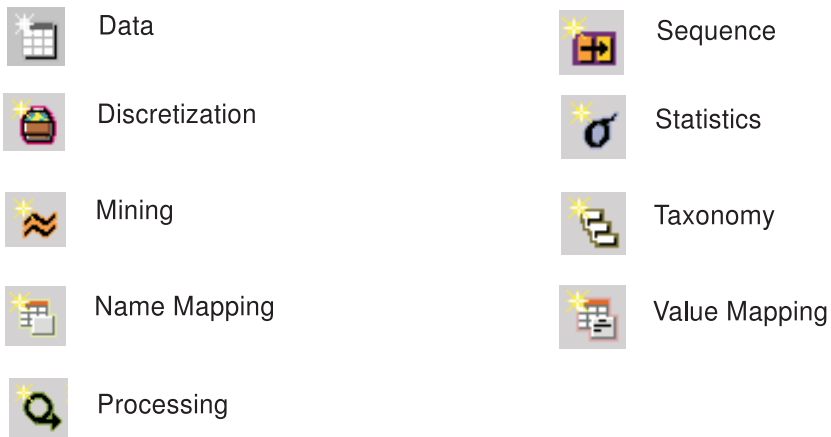 Data
Discretization
Mining
Name Mapping
Processing
Sequence
Statistics
Taxonomy
Value Mapping